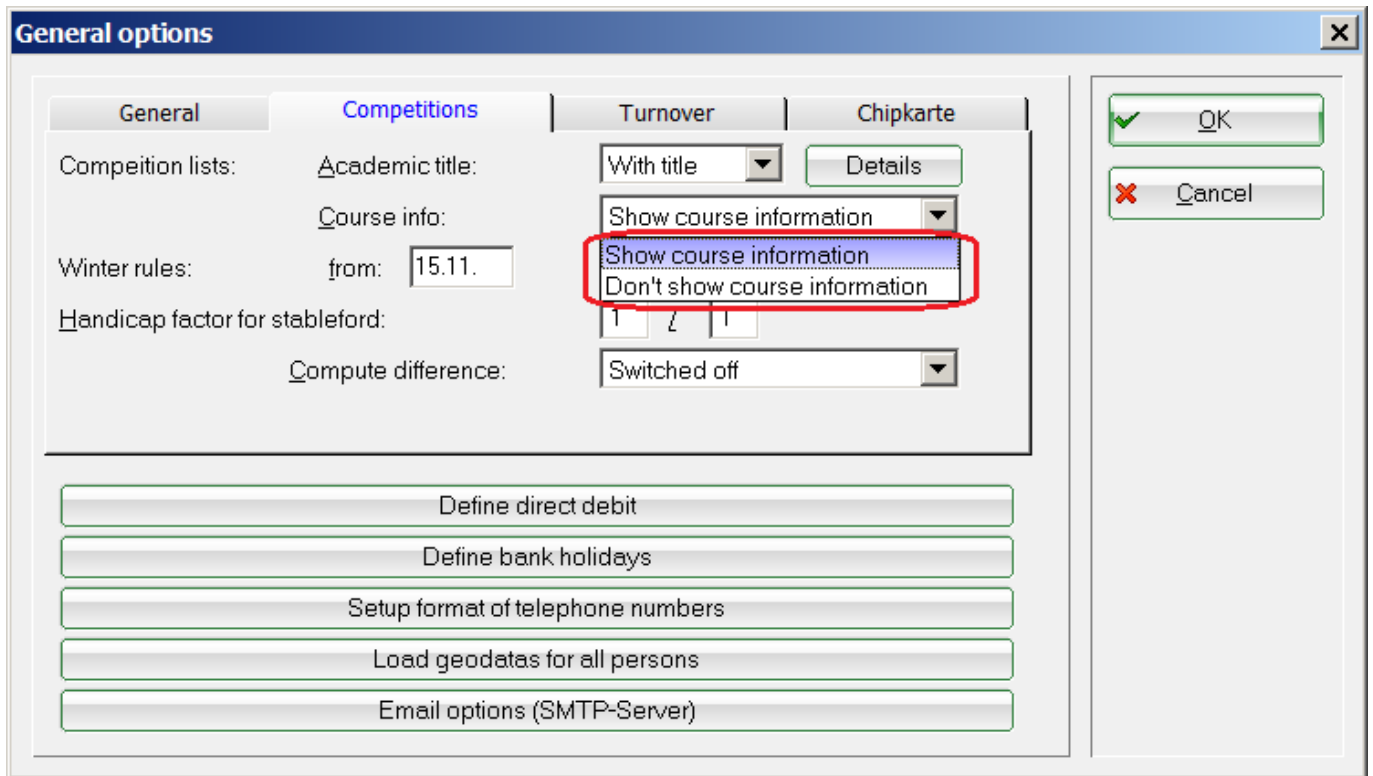 General options
General Competitions Turnover Chipkarte
Compeition lists: Academic title: With title Details
Course info: Show course information
Show course information
Don't show course information
Winter rules: from: 15.11.
Handicap factor for stableford: 1 / 1
Compute difference: Switched off
Define direct debit
Define bank holidays
Setup format of telephone numbers
Load geodatas for all persons
Email options (SMTP-Server)
OK
Cancel